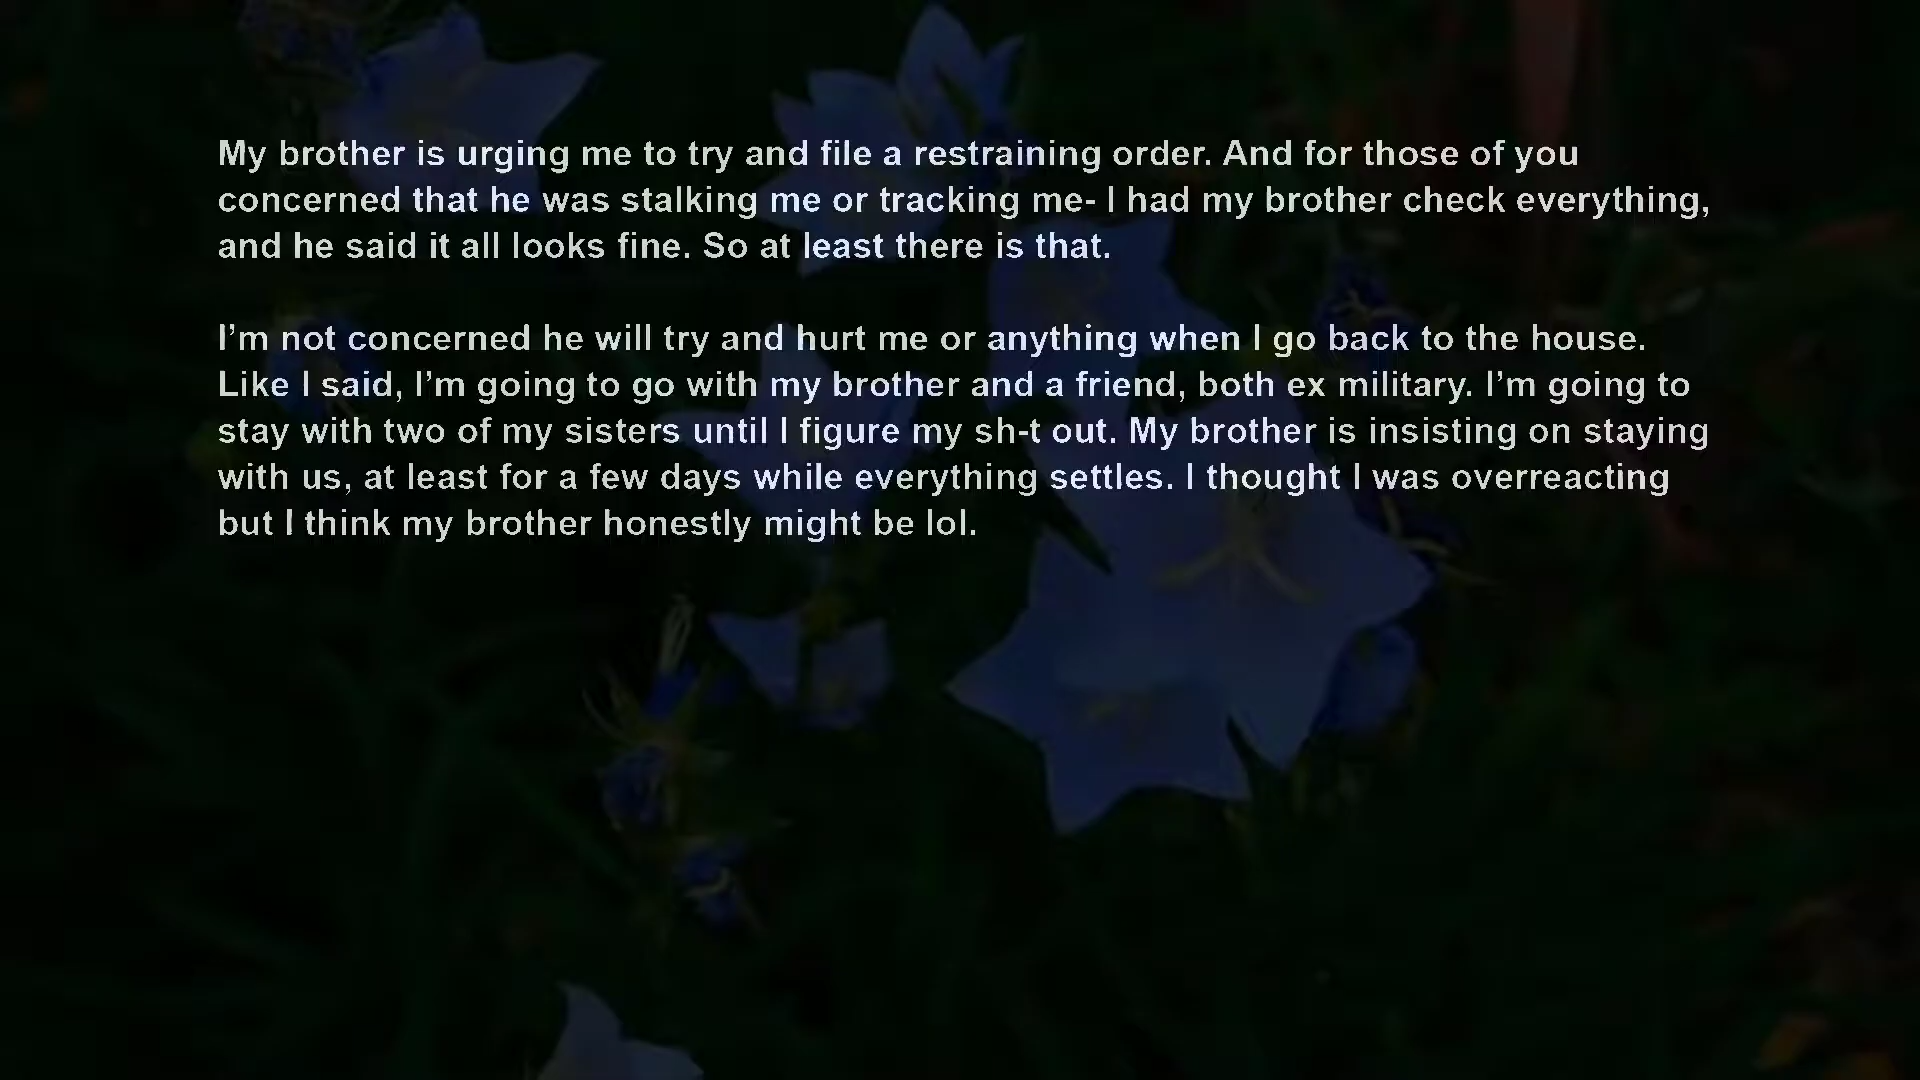 My brother is urging me to try and file a restraining order. And for those of you
concerned that he was stalking me or tracking me- I had my brother check everything,
and he said it all looks fine. So at least there is that.
I’m not concerned he will try and hurt me or anything when I go back to the house.
Like I said, I’m going to go with my brother and a friend, both ex military. I’m going to
stay with two of my sisters until I figure my sh-t out. My brother is insisting on staying
with us, at least for a few days while everything settles. I thought I was overreacting
but I think my brother honestly might be lol.